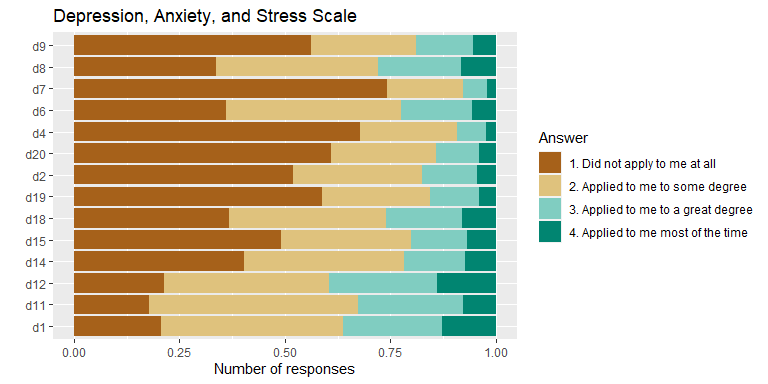 Depression, Anxiety, and Stress Scale
d9
d8
d7
d6
d4
d20
d2
d19
d18
d15
d14
d12
d11
d1
0.00 0.25 0.50 0.75 1.00
Number of responses
Answer
1. Did not apply to me at all
2. Applied to me to some degree
3. Applied to me to a great degree
4. Applied to me most of the time